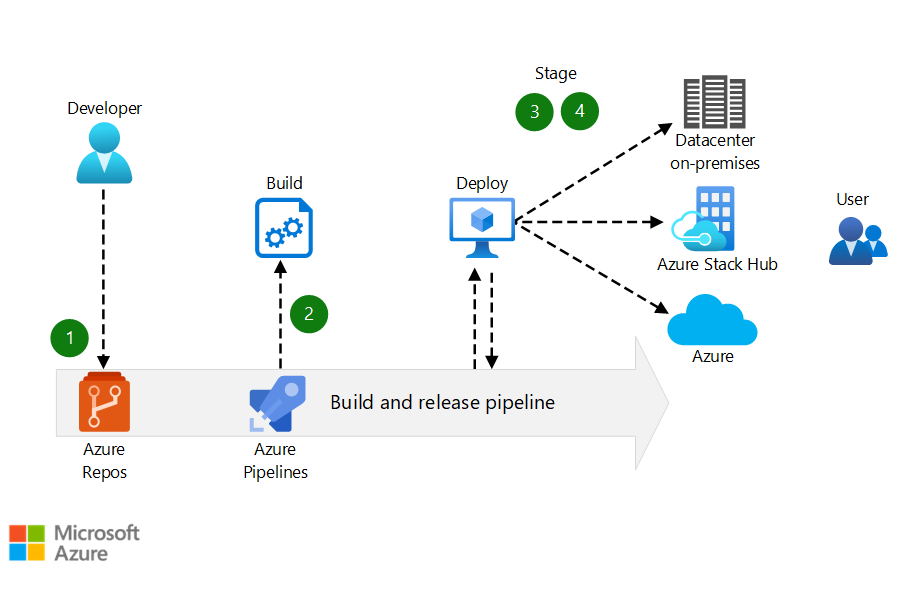 Stage
3
4
Developer
Datacenter
on-premises
Build
Deploy
User
Azure Stack Hub
2
1
Azure
Build and release pipeline
Azure
Repos
Azure
Pipelines
Microsoft
Azure